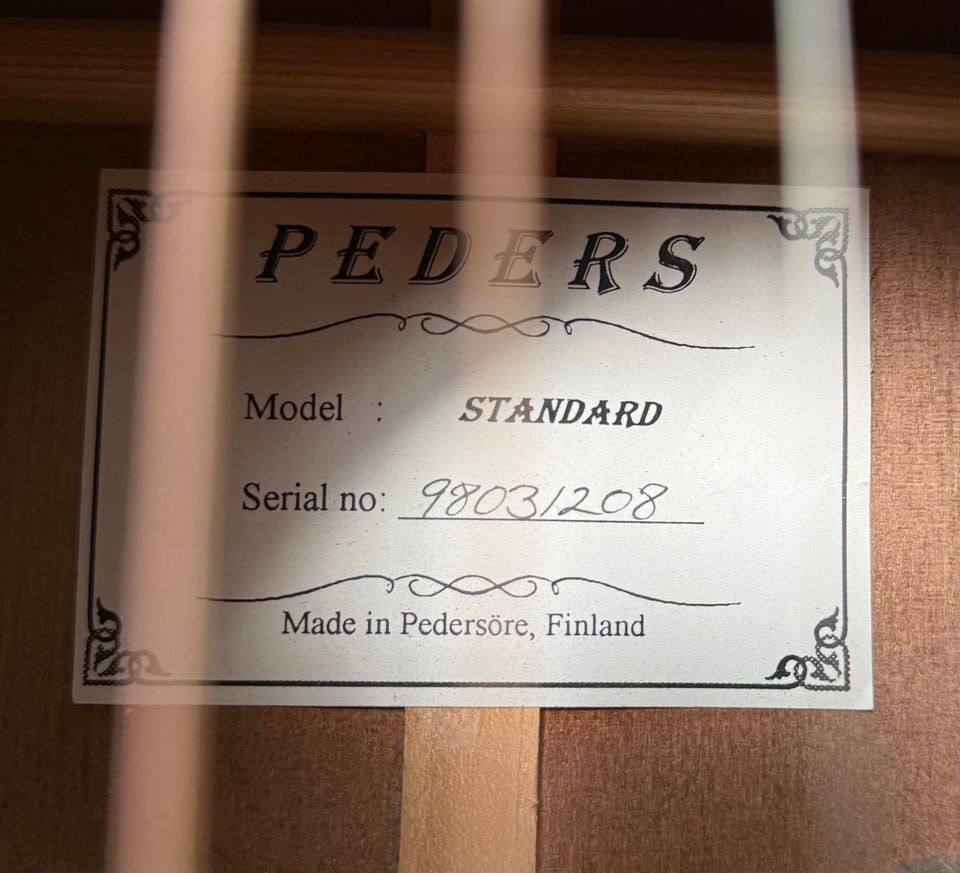 PEDERS
Model : STANDARD
Serial no: 98031208
Made in Pedersöre, Finland